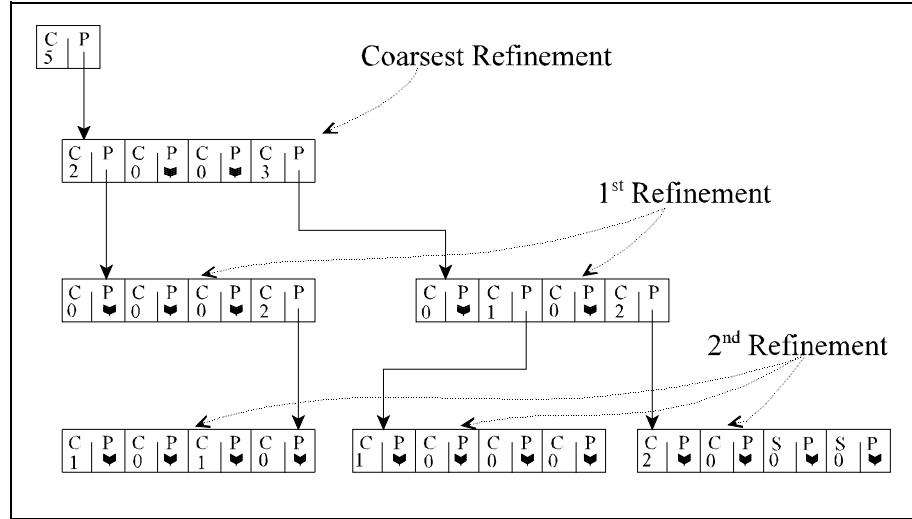 C P
5
Coarsest Refinement
C P C P C P C P
2 0 0 3
1st Refinement
C P C P C P C P
0 0 0 2
C P C P C P C P
0 1 0 2
2nd Refinement
C P C P C P C P
1 0 1 0
C P C P C P C P
1 0 0 0
C P C P S P S P
2 0 0 0